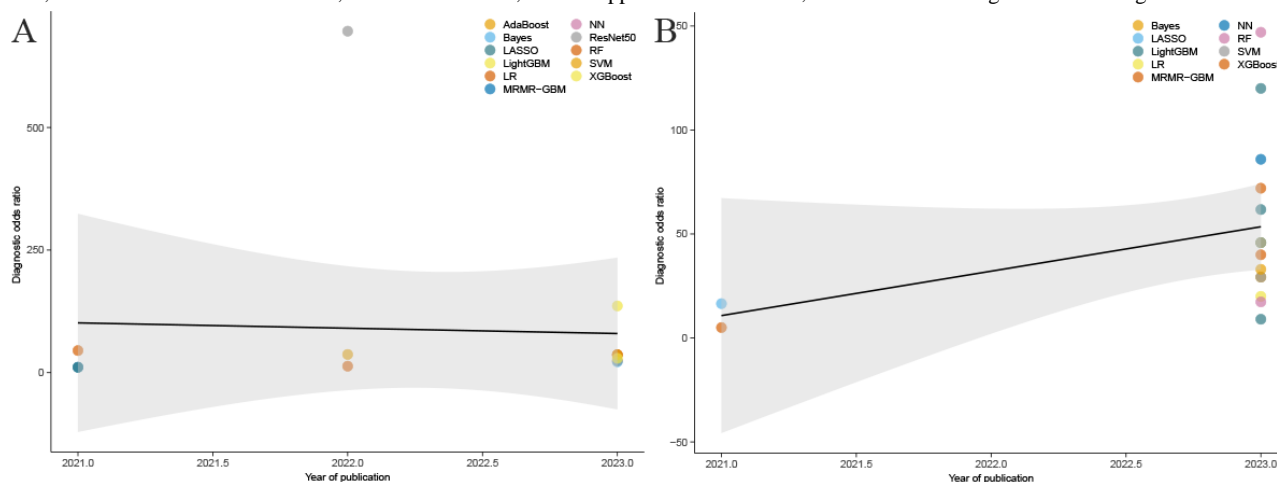 A
AdaBoost
Bayes
LASSO
LightGBM
LR
MRMR-GBM
NN
ResNet50
RF
SVM
XGBoost
500
250
0
Diagnostic odds ratio
2021.0 2021.5 2022.0 2022.5 2023.0
Year of publication
B
Bayes
LASSO
LightGBM
LR
MRMR-GBM
NN
RF
SVM
XGBoost
100
50
0
−50
Diagnostic odds ratio
2021.0 2021.5 2022.0 2022.5 2023.0
Year of publication